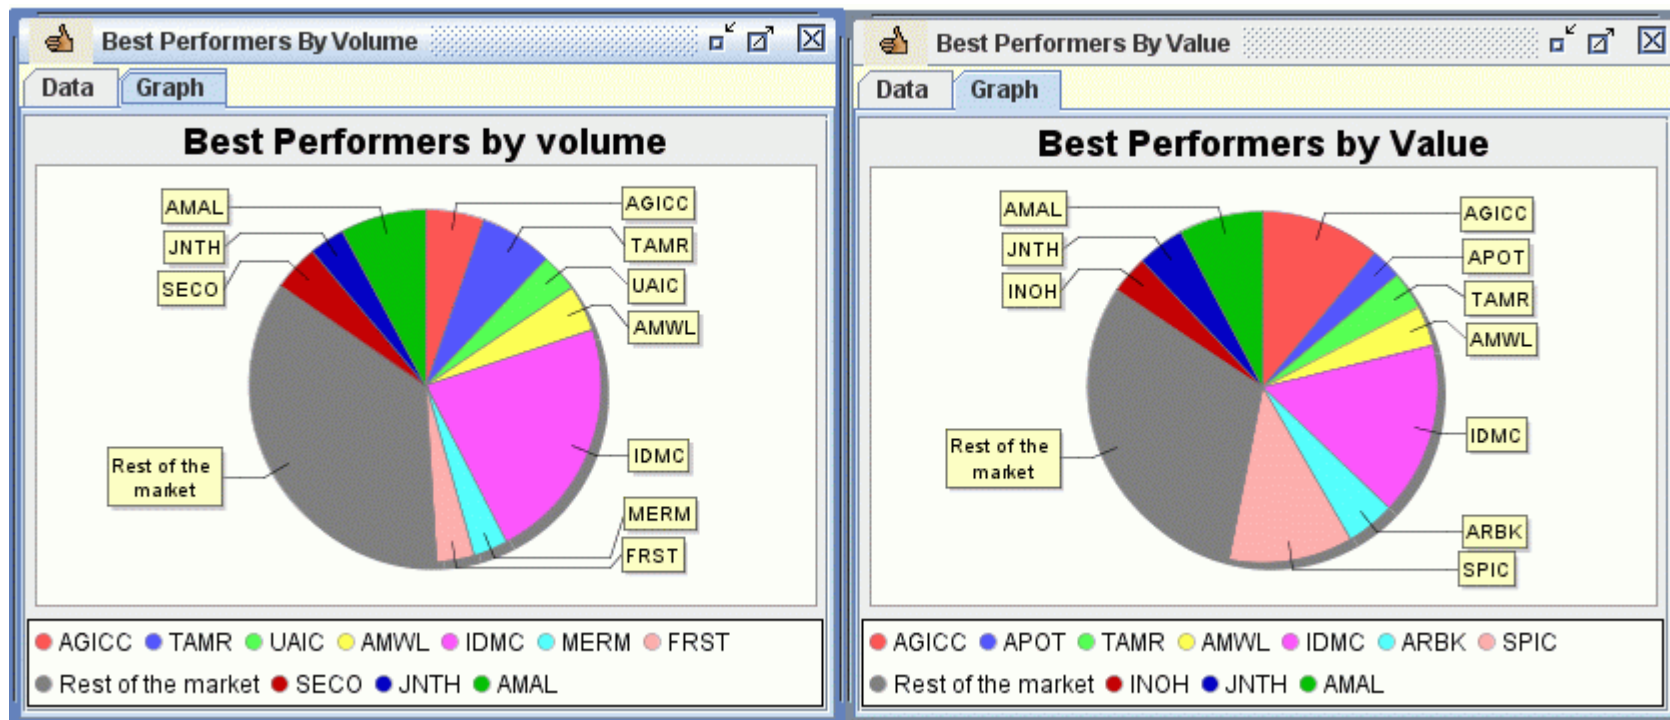 Best Performers By Volume
Data
Graph
Best Performers by volume
AMAL
AGICC
JNTH
TAMR
SECO
UAIC
AMWL
IDMC
Rest of the
market
MERM
FRST
AGICC TAMR UAIC AMWL IDMC MERM FRST
Rest of the market SECO JNTH AMAL
Best Performers By Value
Data
Graph
Best Performers by Value
AMAL
AGICC
JNTH
APOT
INOH
TAMR
AMWL
IDMC
Rest of the
market
ARBK
SPIC
AGICC APOT TAMR AMWL IDMC ARBK SPIC
Rest of the market INOH JNTH AMAL